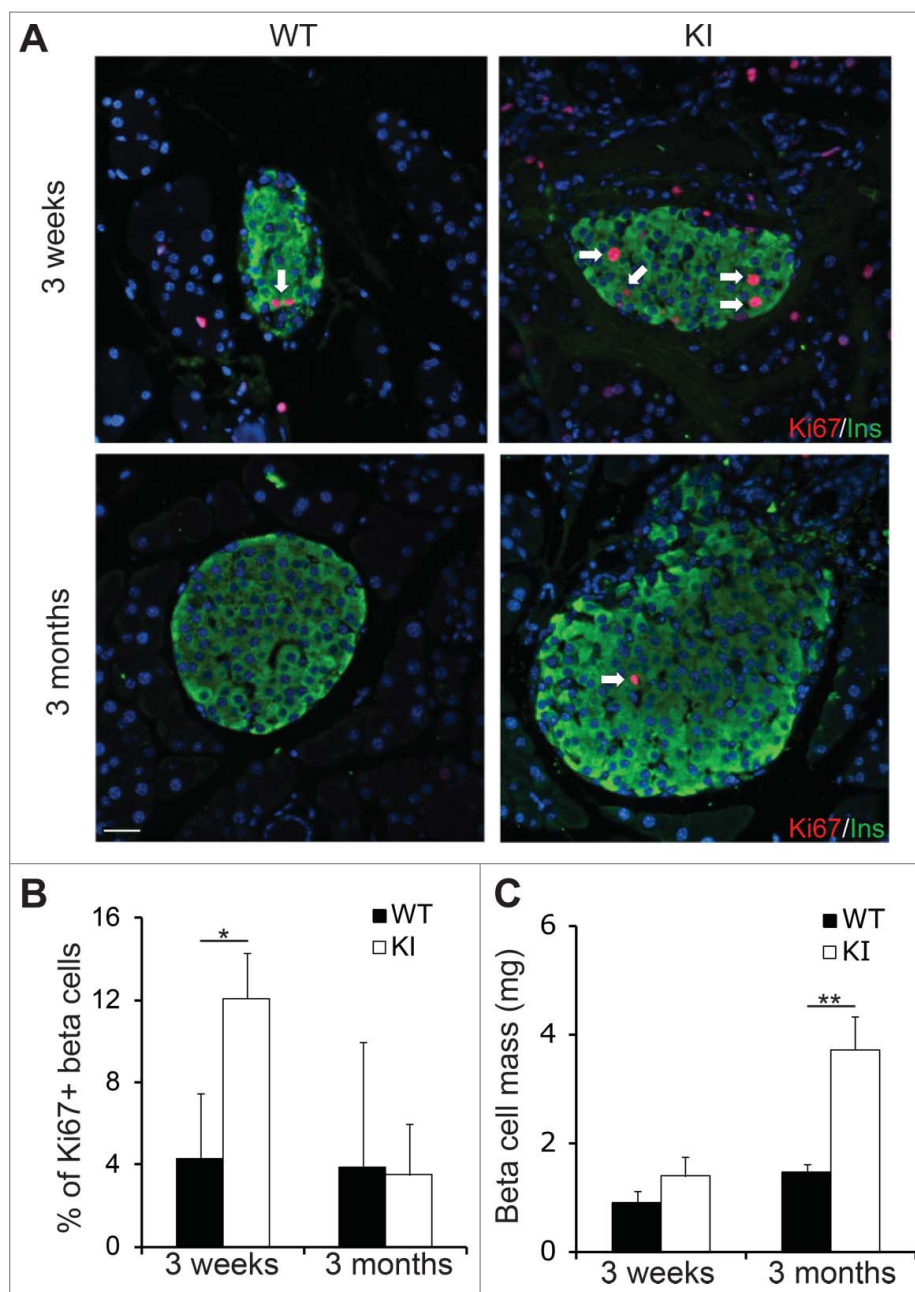 A
WT
KI
3 weeks
Ki67/Ins
3 months
Ki67/Ins
B
% of Ki67+ beta cells
16
12
8
4
0
*
WT
KI
3 weeks
3 months
C
Beta cell mass (mg)
6
4
2
0
**
WT
KI
3 weeks
3 months